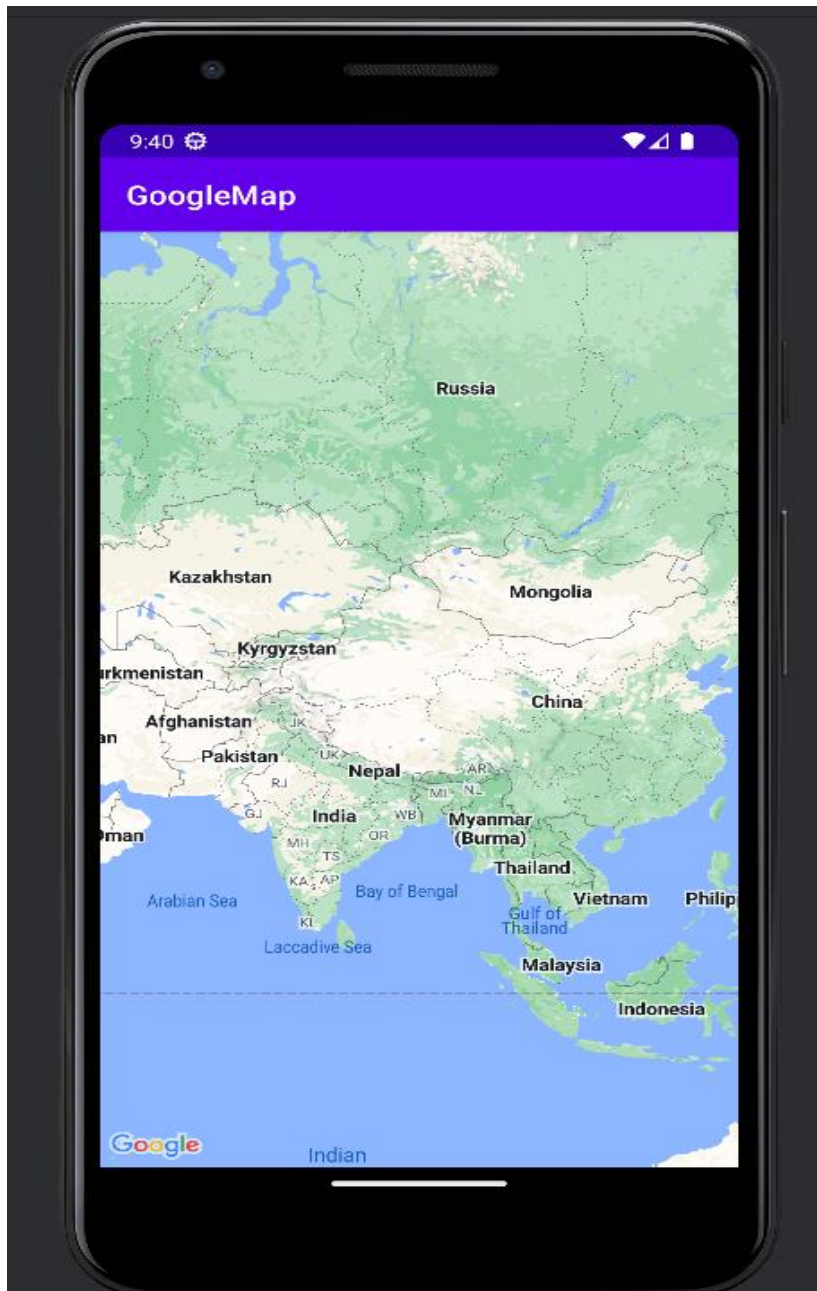 9:40
GoogleMap
Russia
Kazakhstan
Mongolia
Kyrgyzstan
urkmenistan
China
Afghanistan
JK
an
Pakistan
UK
Nepal
AR
RJ
ML
NL
GJ
India
WB
Myanmar
(Burma)
Oman
OR
MH
TS
Thailand
KA
AP
Bay of Bengal
Vietnam
Philip
Arabian Sea
Gulf of
Thailand
KL
Laccadive Sea
Malaysia
Indonesia
Google
Indian